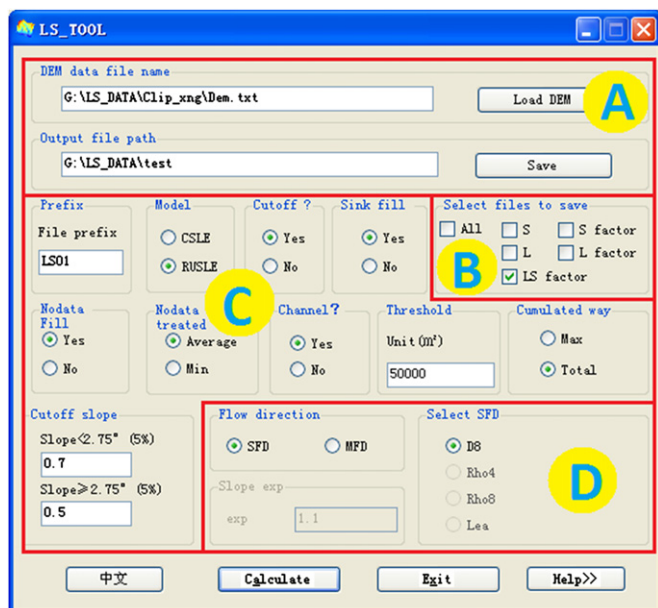 LS_TOOL
DEM data file name
G:\LS_DATA\Clip_xng\Dem.txt
Load DEM
A
Output file path
G:\LS_DATA\test
Save
Prefix
File prefix
LS01
Model
CSLE
RUSLE
Cutoff ?
Yes
No
Sink fill
Yes
No
Select files to save
All
S
S factor
L
L factor
LS factor
B
C
Nodata
Fill
Yes
No
Nodata
treated
Average
Min
Channel?
Yes
No
Threshold
Unit(m²)
50000
Cumulated way
Max
Total
Cutoff slope
Slope<2.75° (5%)
0.7
Slope≥2.75° (5%)
0.5
Flow direction
SFD
MFD
Slope exp
exp
1.1
Select SFD
D8
Rho4
Rho8
Lea
D
中文
Calculate
Exit
Help>>